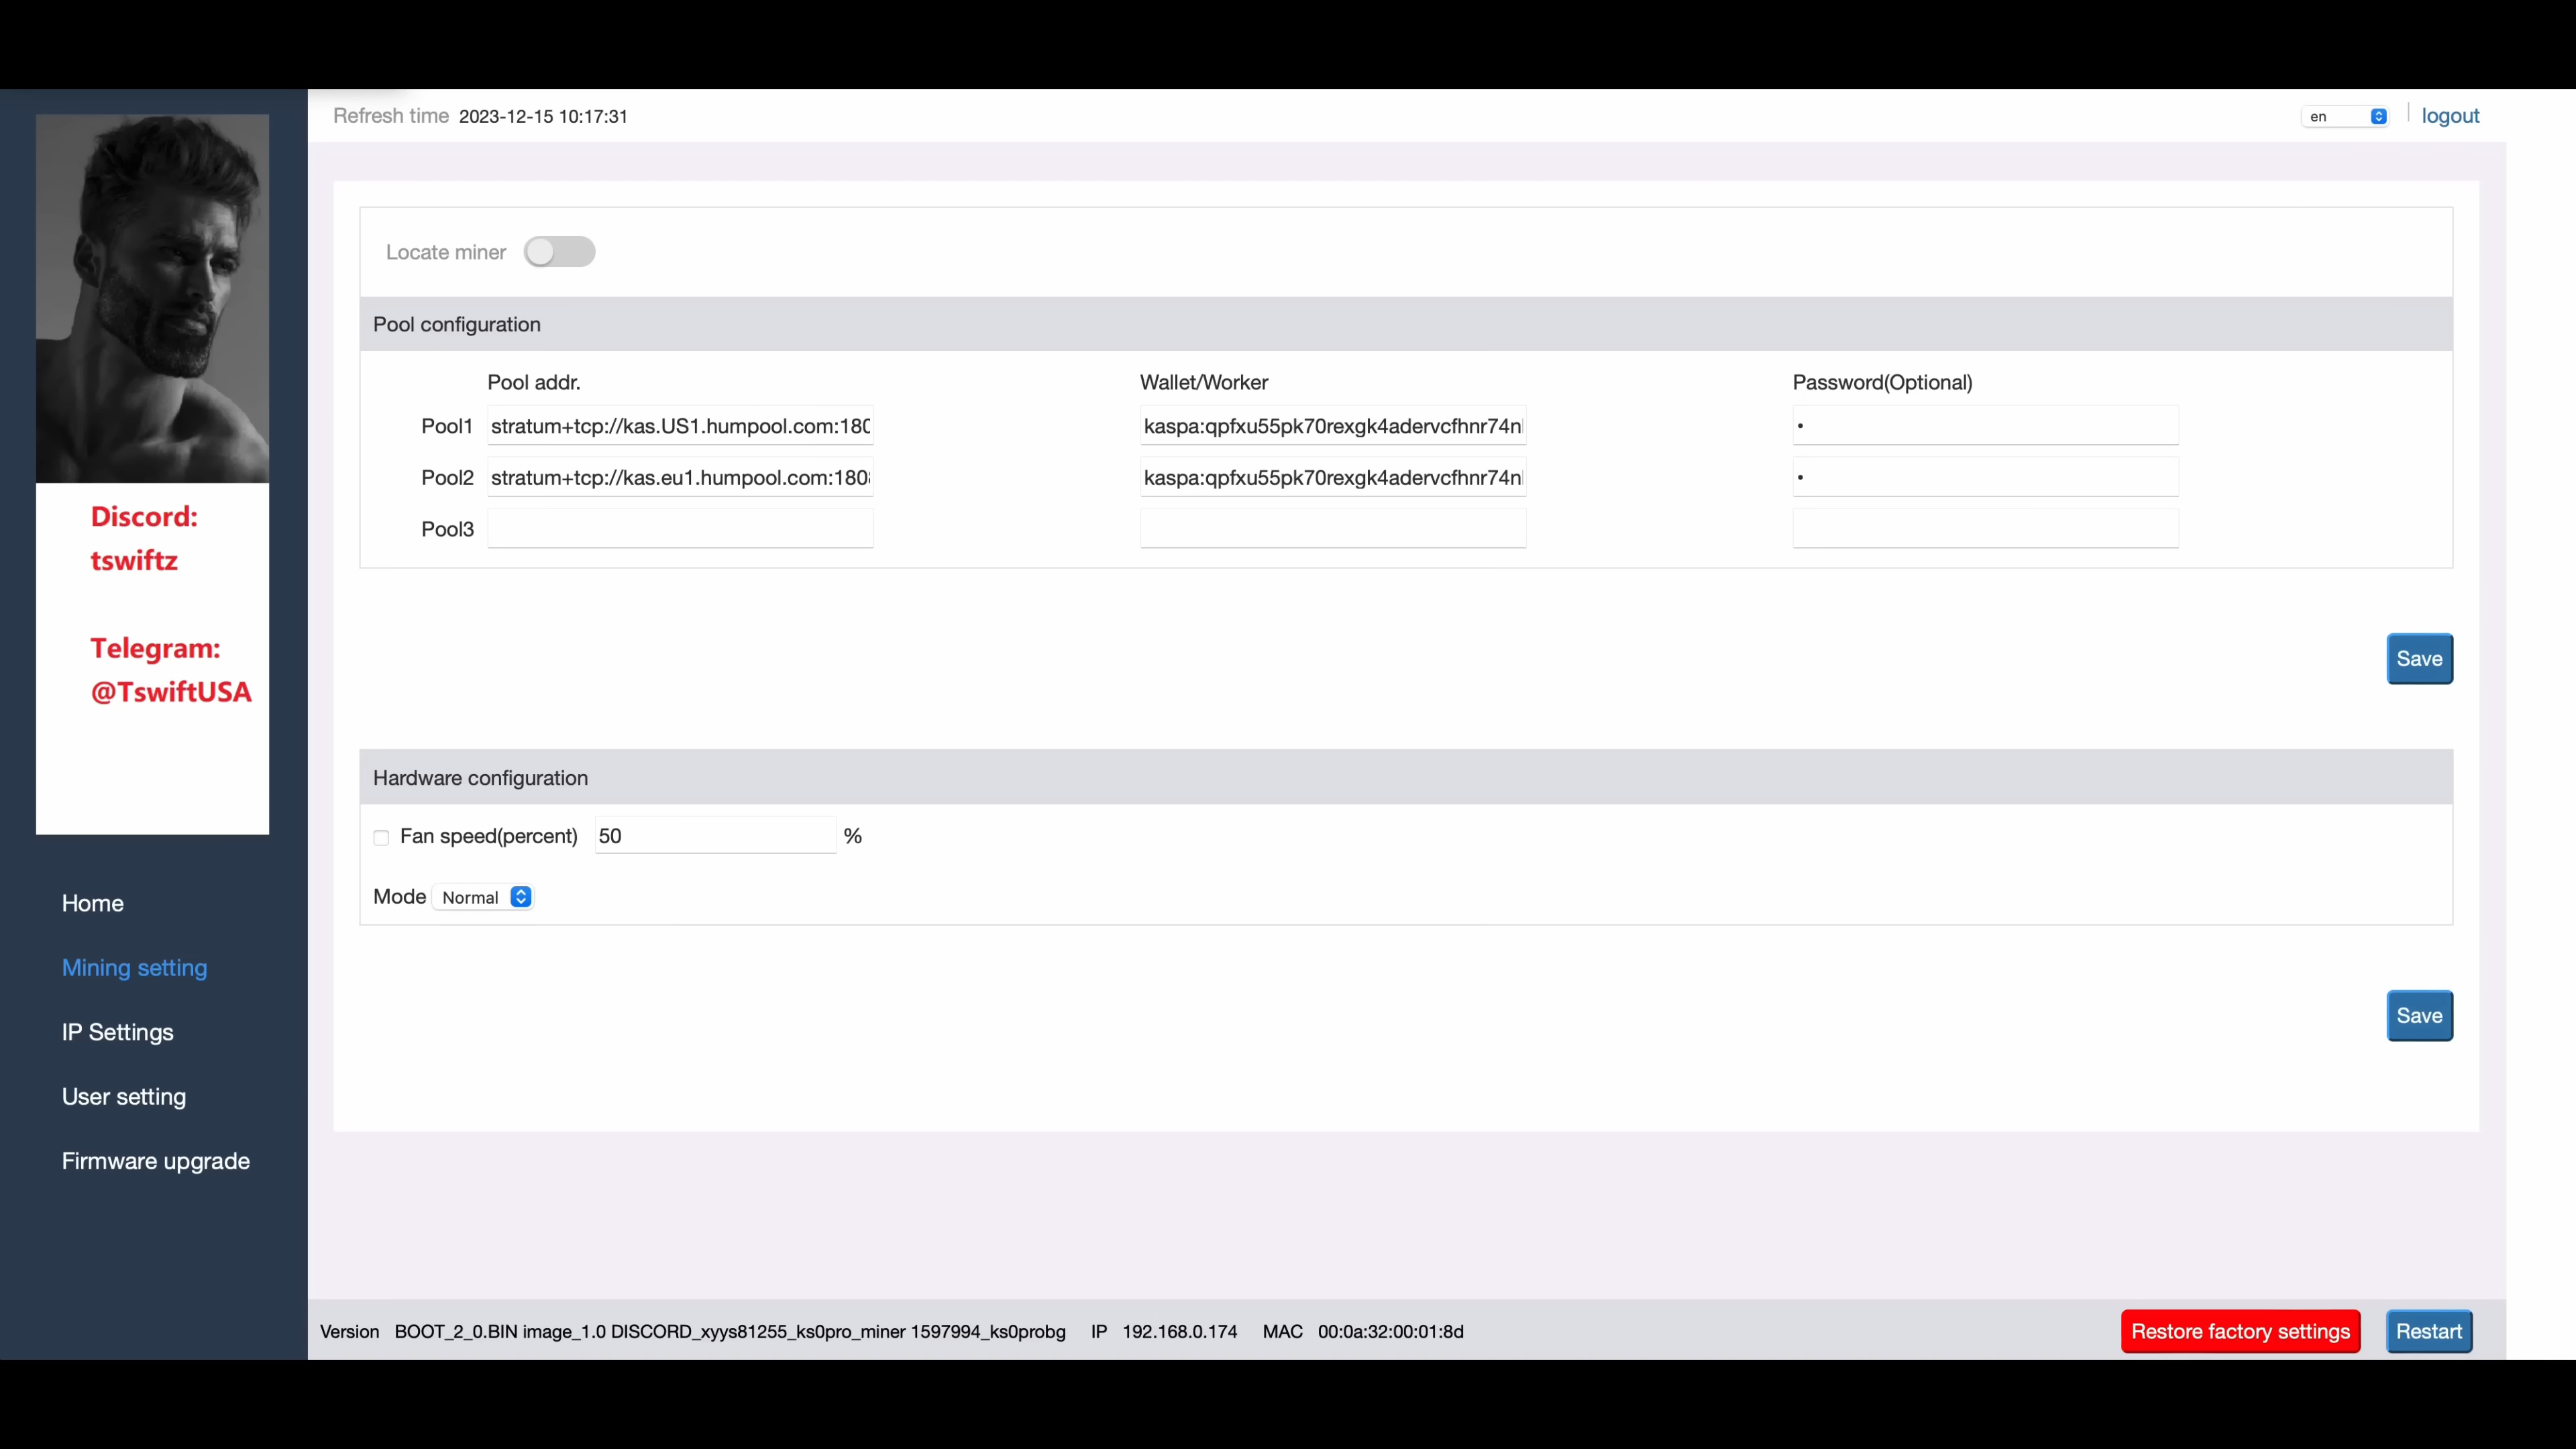 Refresh time 2023-12-15 10:17:31
en
logout
Discord:
tswiftz
Telegram:
@TswiftUSA
Home
Mining setting
IP Settings
User setting
Firmware upgrade
Locate miner
Pool configuration
Pool addr. Wallet/Worker Password(Optional)
Pool1 stratum+tcp://kas.US1.humpool.com:180 kaspa:qpfxu55pk70rexgk4adervcfhnr74n •
Pool2 stratum+tcp://kas.eu1.humpool.com:180 kaspa:qpfxu55pk70rexgk4adervcfhnr74n •
Pool3
Save
Hardware configuration
Fan speed(percent) 50 %
Mode Normal
Save
Version BOOT_2_0.BIN image_1.0 DISCORD_xyys81255_ks0pro_miner 1597994_ks0probg IP 192.168.0.174 MAC 00:0a:32:00:01:8d
Restore factory settings
Restart